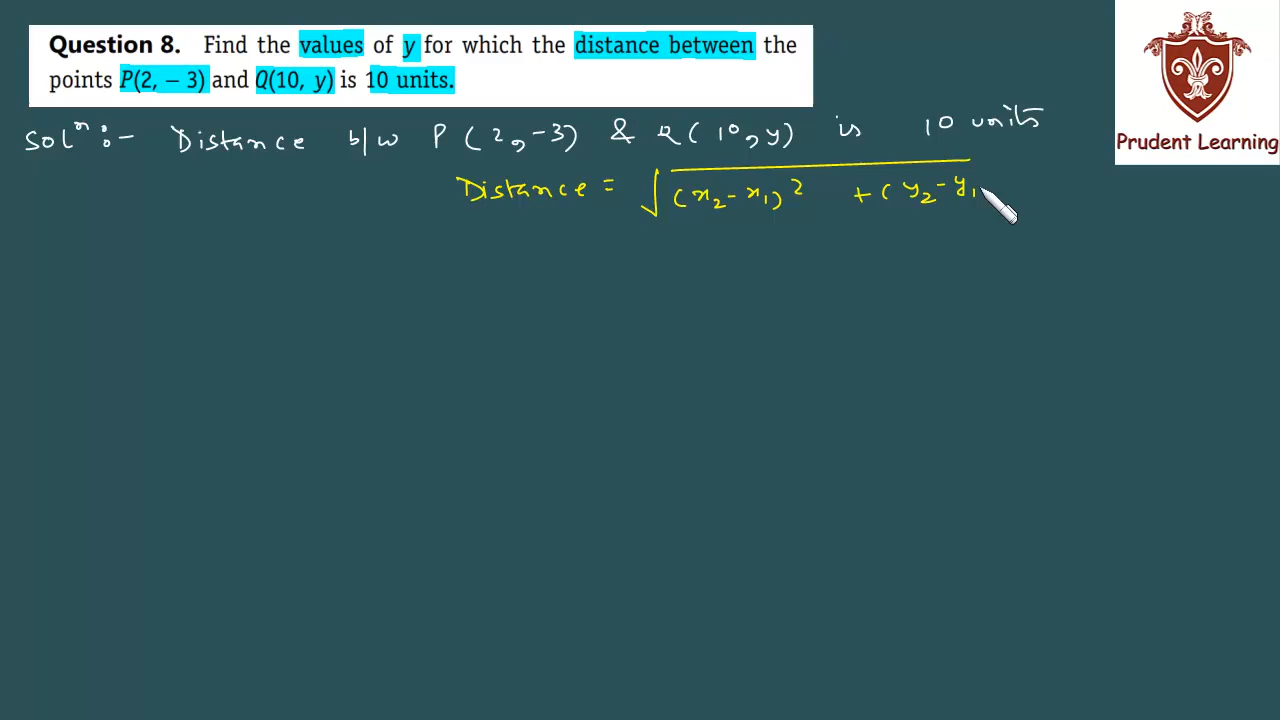 Question 8. Find the values of y for which the distance between the
points P(2, – 3) and Q(10, y) is 10 units.
Prudent Learning
Solⁿ :- Distance b/w P (2, -3) & Q (10, y) is 10 units
Distance = √(x₂ - x₁)² + (y₂ - y₁